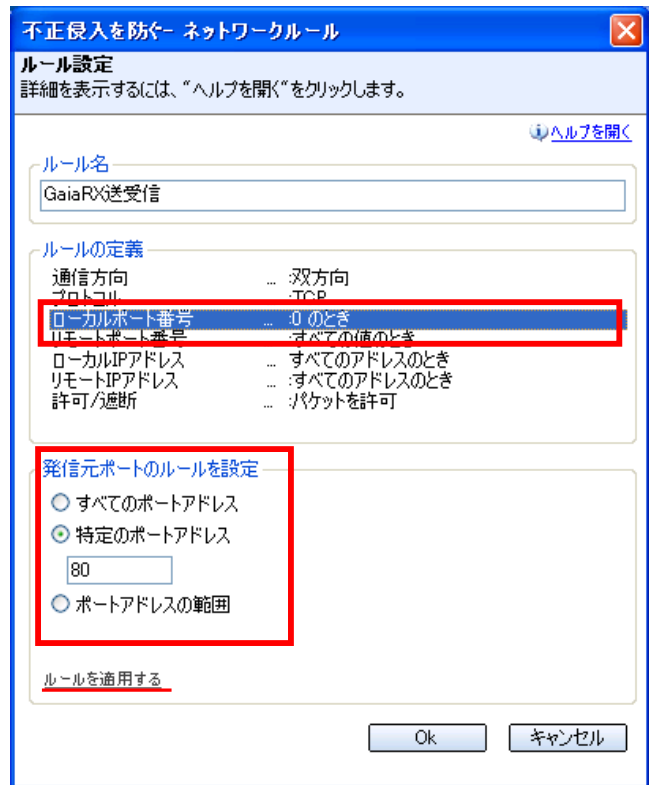 不正侵入を防ぐ- ネットワークルール
ルール設定
詳細を表示するには、“ヘルプを開く“をクリックします。
ヘルプを開く
ルール名
GaiaRX送受信
ルールの定義
通信方向 ... :双方向
プロトコル :TCP
ローカルポート番号 ... :0 のとき
リモートポート番号 :すべての値のとき
ローカルIPアドレス ... すべてのアドレスのとき
リモートIPアドレス ... :すべてのアドレスのとき
許可/遮断 ... :パケットを許可
発信元ポートのルールを設定
すべてのポートアドレス
特定のポートアドレス
80
ポートアドレスの範囲
ルールを適用する
Ok キャンセル